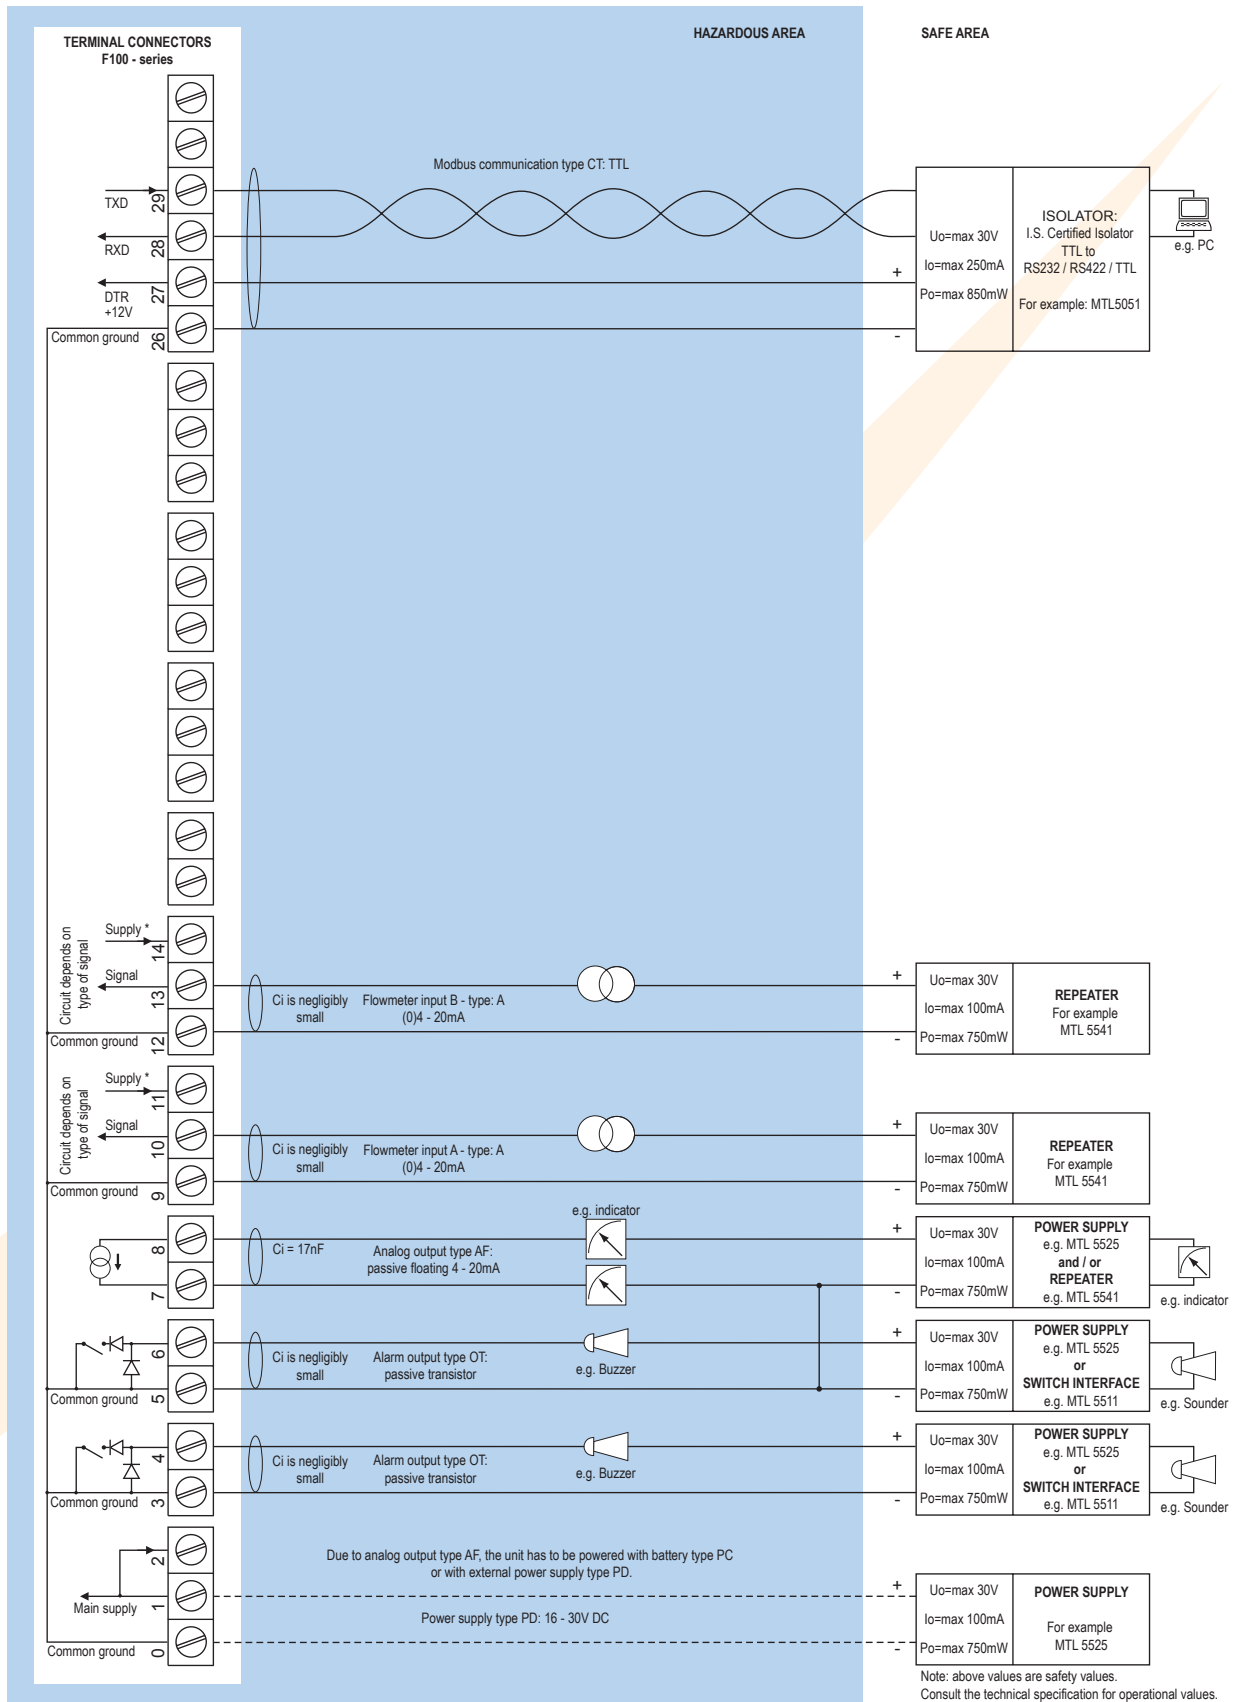 HAZARDOUS AREA
SAFE AREA
TERMINAL CONNECTORS
F100 - series
Modbus communication type CT: TTL
TXD
29
RXD
28
DTR
+12V
27
Common ground
26
+
-
Uo=max 30V
Io=max 250mA
Po=max 850mW
ISOLATOR:
I.S. Certified Isolator
TTL to
RS232 / RS422 / TTL
For example: MTL5051
e.g. PC
Circuit depends on
type of signal
Supply *
14
Signal
13
Common ground
12
Ci is negligibly
small
Flowmeter input B - type: A
(0)4 - 20mA
+
-
Uo=max 30V
Io=max 100mA
Po=max 750mW
REPEATER
For example
MTL 5541
Circuit depends on
type of signal
Supply *
11
Signal
10
Common ground
9
Ci is negligibly
small
Flowmeter input A - type: A
(0)4 - 20mA
+
-
Uo=max 30V
Io=max 100mA
Po=max 750mW
REPEATER
For example
MTL 5541
8
7
Ci = 17nF
Analog output type AF:
passive floating 4 - 20mA
e.g. indicator
+
-
Uo=max 30V
Io=max 100mA
Po=max 750mW
POWER SUPPLY
e.g. MTL 5525
and / or
REPEATER
e.g. MTL 5541
e.g. indicator
6
Common ground
5
Ci is negligibly
small
Alarm output type OT:
passive transistor
e.g. Buzzer
+
-
Uo=max 30V
Io=max 100mA
Po=max 750mW
POWER SUPPLY
e.g. MTL 5525
or
SWITCH INTERFACE
e.g. MTL 5511
e.g. Sounder
4
Common ground
3
Ci is negligibly
small
Alarm output type OT:
passive transistor
e.g. Buzzer
+
-
Uo=max 30V
Io=max 100mA
Po=max 750mW
POWER SUPPLY
e.g. MTL 5525
or
SWITCH INTERFACE
e.g. MTL 5511
e.g. Sounder
2
Main supply
1
Common ground
0
Due to analog output type AF, the unit has to be powered with battery type PC
or with external power supply type PD.
Power supply type PD: 16 - 30V DC
+
-
Uo=max 30V
Io=max 100mA
Po=max 750mW
POWER SUPPLY
For example
MTL 5525
Note: above values are safety values.
Consult the technical specification for operational values.